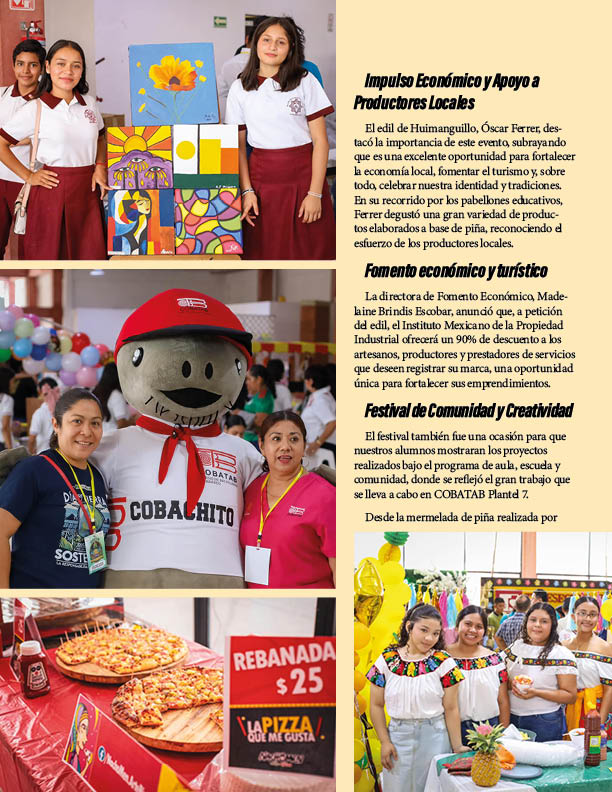 Impulso Económico y Apoyo a
Productores Locales
El edil de Huimanguillo, Óscar Ferrer, des-
tacó la importancia de este evento, subrayando
que es una excelente oportunidad para fortalecer
la economía local, fomentar el turismo y, sobre
todo, celebrar nuestra identidad y tradiciones.
En su recorrido por los pabellones educativos,
Ferrer degustó una gran variedad de produc-
tos elaborados a base de piña, reconociendo el
esfuerzo de los productores locales.
Fomento económico y turístico
La directora de Fomento Económico, Made-
laine Brindis Escobar, anunció que, a petición
del edil, el Instituto Mexicano de la Propiedad
Industrial ofrecerá un 90% de descuento a los
artesanos, productores y prestadores de servicios
que deseen registrar su marca, una oportunidad
única para fortalecer sus emprendimientos.
Festival de Comunidad y Creatividad
El festival también fue una ocasión para que
nuestros alumnos mostraran los proyectos
realizados bajo el programa de aula, escuela y
comunidad, donde se reflejó el gran trabajo que
se lleva a cabo en COBATAB Plantel 7.
Desde la mermelada de piña realizada por
COBATAB
COBACHITO
REBANADA
$25
LA PIZZA
QUE ME GUSTA